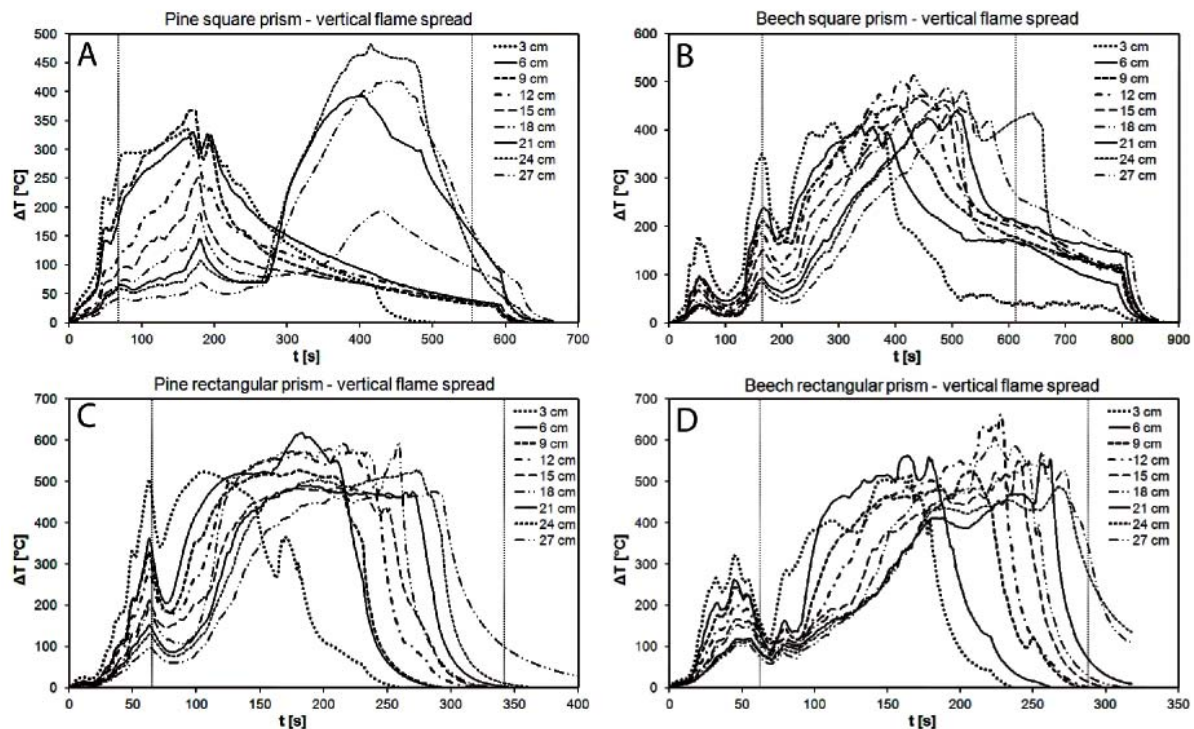 Pine square prism - vertical flame spread
A
ΔT [°C]
500
450
400
350
300
250
200
150
100
50
0
3 cm
6 cm
9 cm
12 cm
15 cm
18 cm
21 cm
24 cm
27 cm
0 100 200 300 400 500 600 700
t [s]
Beech square prism - vertical flame spread
B
ΔT [°C]
600
500
400
300
200
100
0
3 cm
6 cm
9 cm
12 cm
15 cm
18 cm
21 cm
24 cm
27 cm
0 100 200 300 400 500 600 700 800 900
t [s]
Pine rectangular prism - vertical flame spread
C
ΔT [°C]
700
600
500
400
300
200
100
0
3 cm
6 cm
9 cm
12 cm
15 cm
18 cm
21 cm
24 cm
27 cm
0 50 100 150 200 250 300 350 400
t [s]
Beech rectangular prism - vertical flame spread
D
ΔT [°C]
700
600
500
400
300
200
100
0
3 cm
6 cm
9 cm
12 cm
15 cm
18 cm
21 cm
24 cm
27 cm
0 50 100 150 200 250 300 350
t [s]